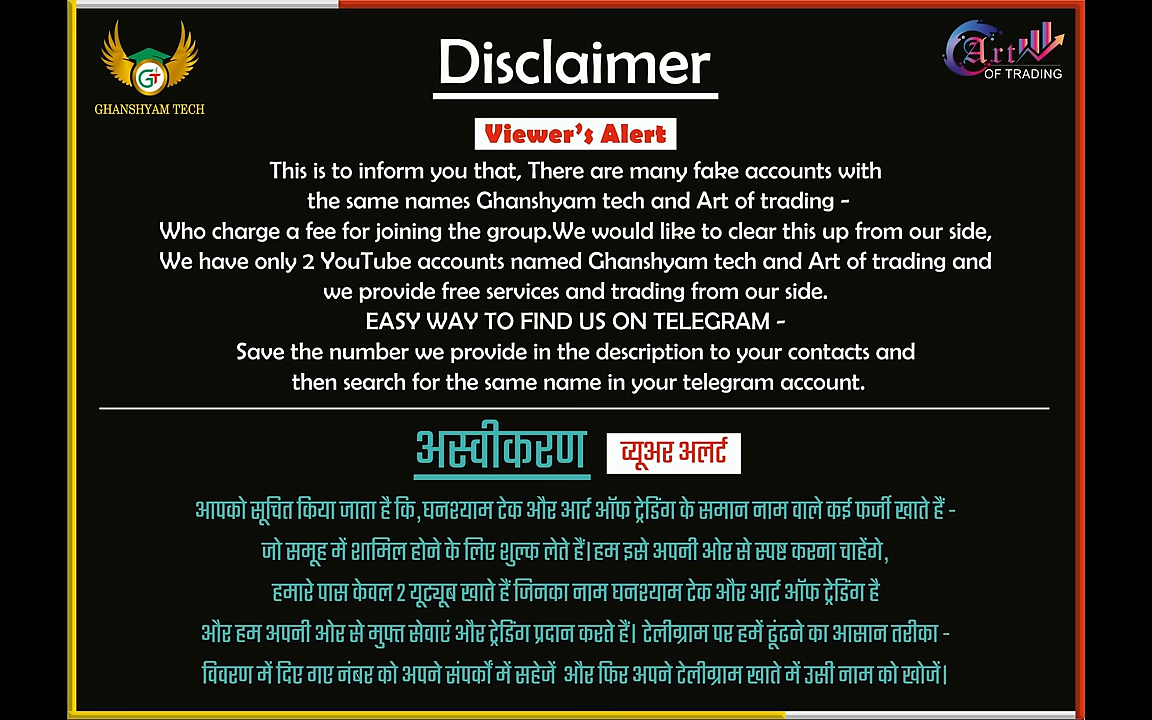 GHANSHYAM TECH
Disclaimer
Art
OF TRADING
Viewer's Alert
This is to inform you that, There are many fake accounts with
the same names Ghanshyam tech and Art of trading -
Who charge a fee for joining the group.We would like to clear this up from our side,
We have only 2 YouTube accounts named Ghanshyam tech and Art of trading and
we provide free services and trading from our side.
EASY WAY TO FIND US ON TELEGRAM -
Save the number we provide in the description to your contacts and
then search for the same name in your telegram account.
अस्वीकरण व्यूअर अलर्ट
आपको सूचित किया जाता है कि,घनश्याम टेक और आर्ट ऑफ ट्रेडिंग के समान नाम वाले कई फर्जी खाते हैं -
जो समूह में शामिल होने के लिए शुल्क लेते हैं।हम इसे अपनी ओर से स्पष्ट करना चाहेंगे,
हमारे पास केवल 2 यूट्यूब खाते हैं जिनका नाम घनश्याम टेक और आर्ट ऑफ ट्रेडिंग है
और हम अपनी ओर से मुफ्त सेवाएं और ट्रेडिंग प्रदान करते हैं। टेलीग्राम पर हमें ढूंढने का आसान तरीका -
विवरण में दिए गए नंबर को अपने संपर्कों में सहेजें और फिर अपने टेलीग्राम खाते में उसी नाम को खोजें।